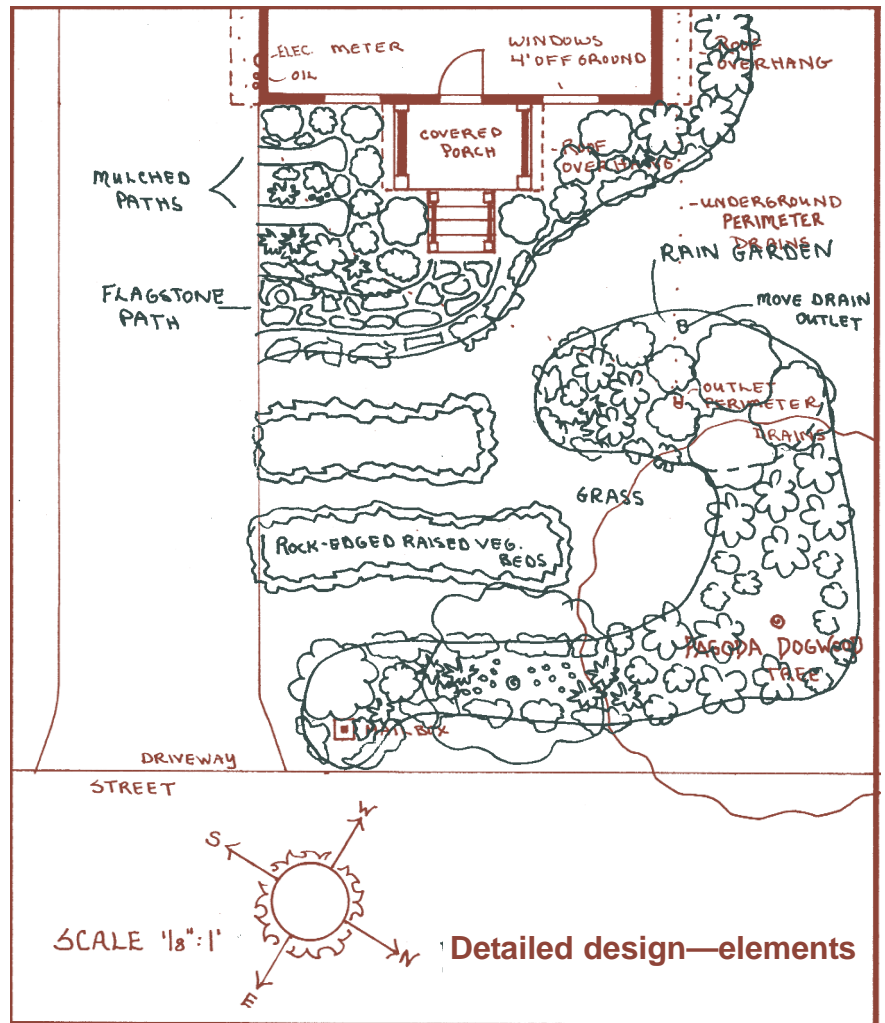 ELEC. METER
OIL
WINDOWS
4' OFF GROUND
ROOF
OVERHANG
COVERED
PORCH
ROOF
OVERHANG
MULCHED
PATHS
UNDERGROUND
PERIMETER
DRAINS
RAIN GARDEN
FLAGSTONE
PATH
MOVE DRAIN
OUTLET
OUTLET
PERIMETER
DRAINS
GRASS
ROCK-EDGED RAISED VEG.
BEDS
PAGODA DOGWOOD
TREE
MAILBOX
DRIVEWAY
STREET
W
S
N
E
SCALE 1/8":1'
Detailed design—elements